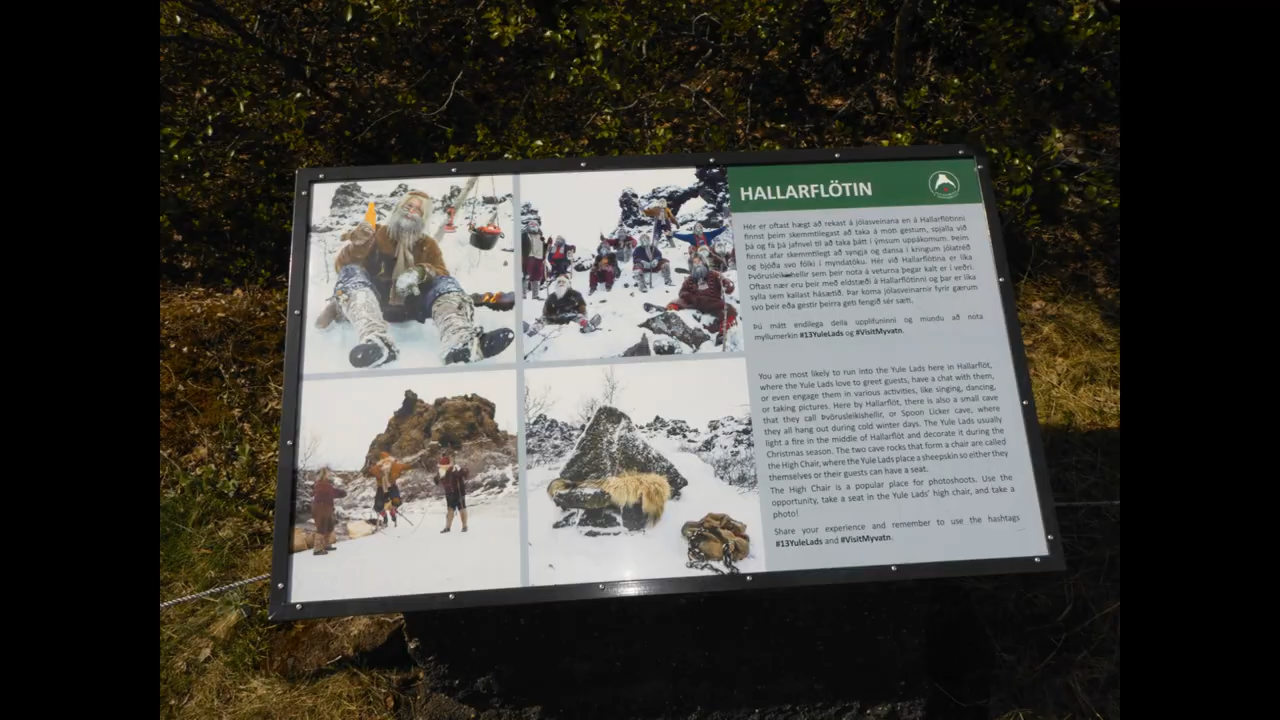 HALLARFLÖTIN
Hér er oftast hægt að rekast á jólasveinana en á Hallarflötinni
finnst þeim skemmtilegast að taka á móti gestum, spjalla við
þá og fá þá jafnvel til að taka þátt í ýmsum uppákomum. Þeim
finnst afar skemmtilegt að syngja og dansa í kringum jólatréð
og bjóða svo fólki í myndatöku. Hér við Hallarflötina er líka
Þvörusleikishellir sem þeir nota á veturna þegar kalt er í veðri.
Oftast nær eru þeir með eldstæði á Hallarflötinni og þar er líka
sylla sem kallast hásætið. Þar koma jólasveinarnir fyrir gærum
svo þeir eða gestir þeirra geti fengið sér sæti.
Þú mátt endilega deila upplifuninni og mundu að nota
myllumerkin #13YuleLads og #VisitMyvatn.
You are most likely to run into the Yule Lads here in Hallarflöt,
where the Yule Lads love to greet guests, have a chat with them,
or even engage them in various activities, like singing, dancing,
or taking pictures. Here by Hallarflöt, there is also a small cave
that they call Þvörusleikishellir, or Spoon Licker cave, where
they all hang out during cold winter days. The Yule Lads usually
light a fire in the middle of Hallarflöt and decorate it during the
Christmas season. The two cave rocks that form a chair are called
the High Chair, where the Yule Lads place a sheepskin so either they
themselves or their guests can have a seat.
The High Chair is a popular place for photoshoots. Use the
opportunity, take a seat in the Yule Lads' high chair, and take a
photo!
Share your experience and remember to use the hashtags
#13YuleLads and #VisitMyvatn.